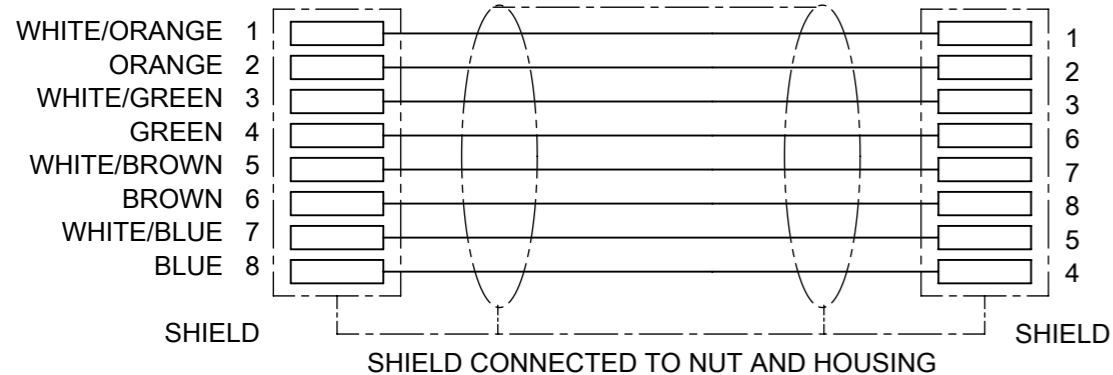 WHITE/ORANGE 1 1
ORANGE 2 2
WHITE/GREEN 3 3
GREEN 4 6
WHITE/BROWN 5 7
BROWN 6 8
WHITE/BLUE 7 5
BLUE 8 4
SHIELD SHIELD
SHIELD CONNECTED TO NUT AND HOUSING